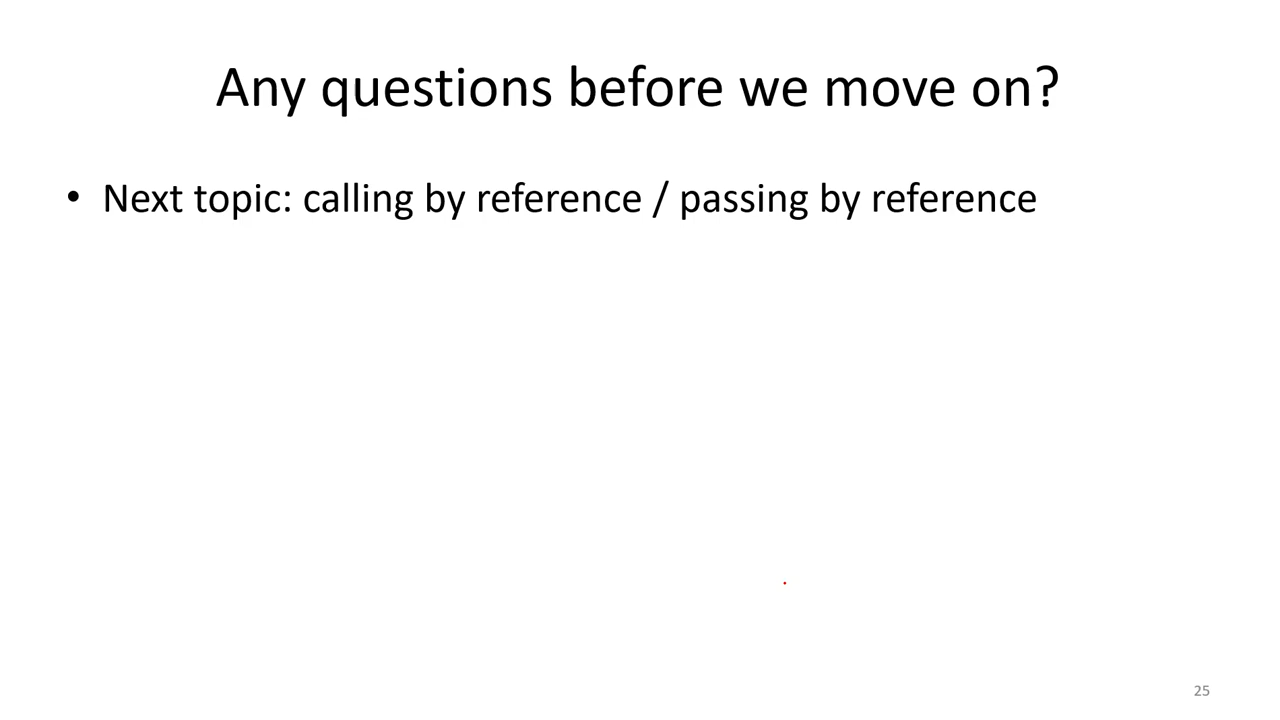 Any questions before we move on?
• Next topic: calling by reference / passing by reference
25